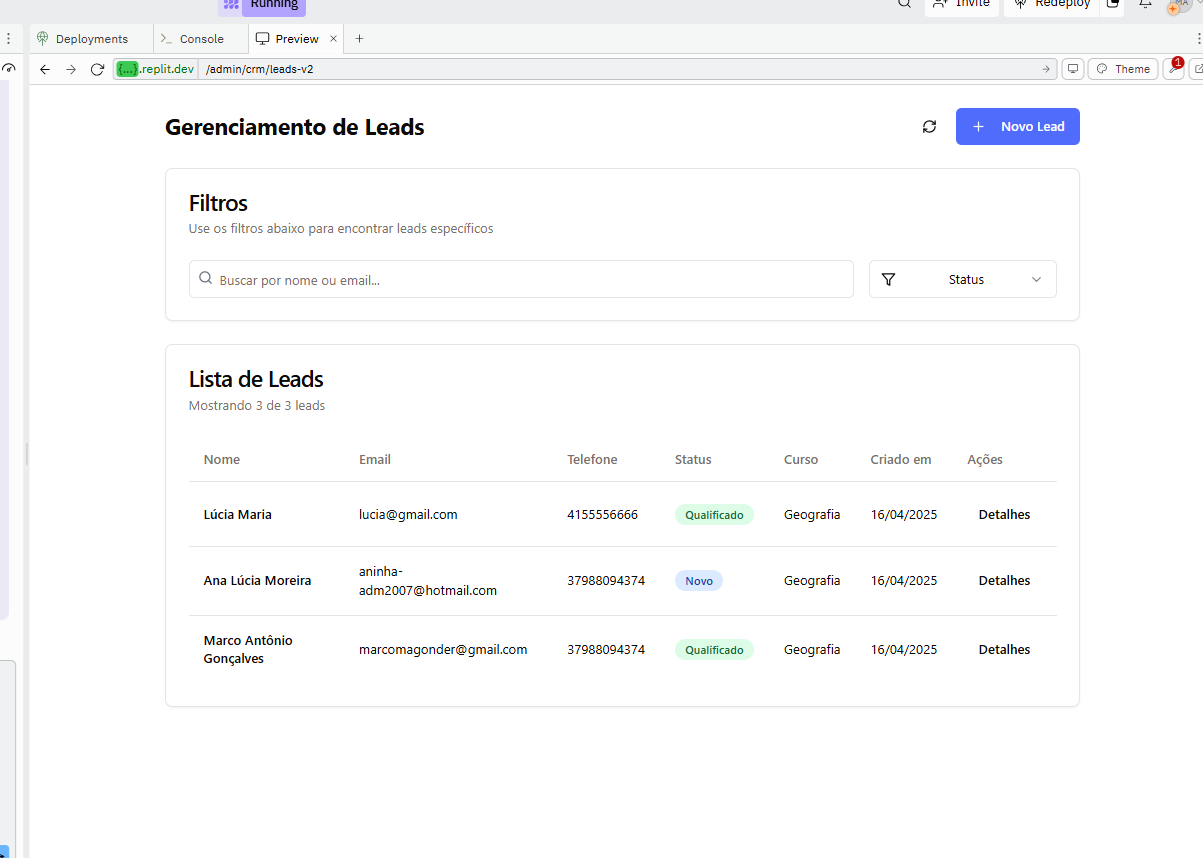 Running
Invite
Redeploy
MA
Deployments
Console
Preview
{...}.replit.dev /admin/crm/leads-v2
Theme
1
Gerenciamento de Leads
Novo Lead
Filtros
Use os filtros abaixo para encontrar leads específicos
Buscar por nome ou email...
Status
Lista de Leads
Mostrando 3 de 3 leads
Nome Email Telefone Status Curso Criado em Ações
Lúcia Maria lucia@gmail.com 4155556666 Qualificado Geografia 16/04/2025 Detalhes
Ana Lúcia Moreira aninha-
adm2007@hotmail.com 37988094374 Novo Geografia 16/04/2025 Detalhes
Marco Antônio
Gonçalves marcomagonder@gmail.com 37988094374 Qualificado Geografia 16/04/2025 Detalhes